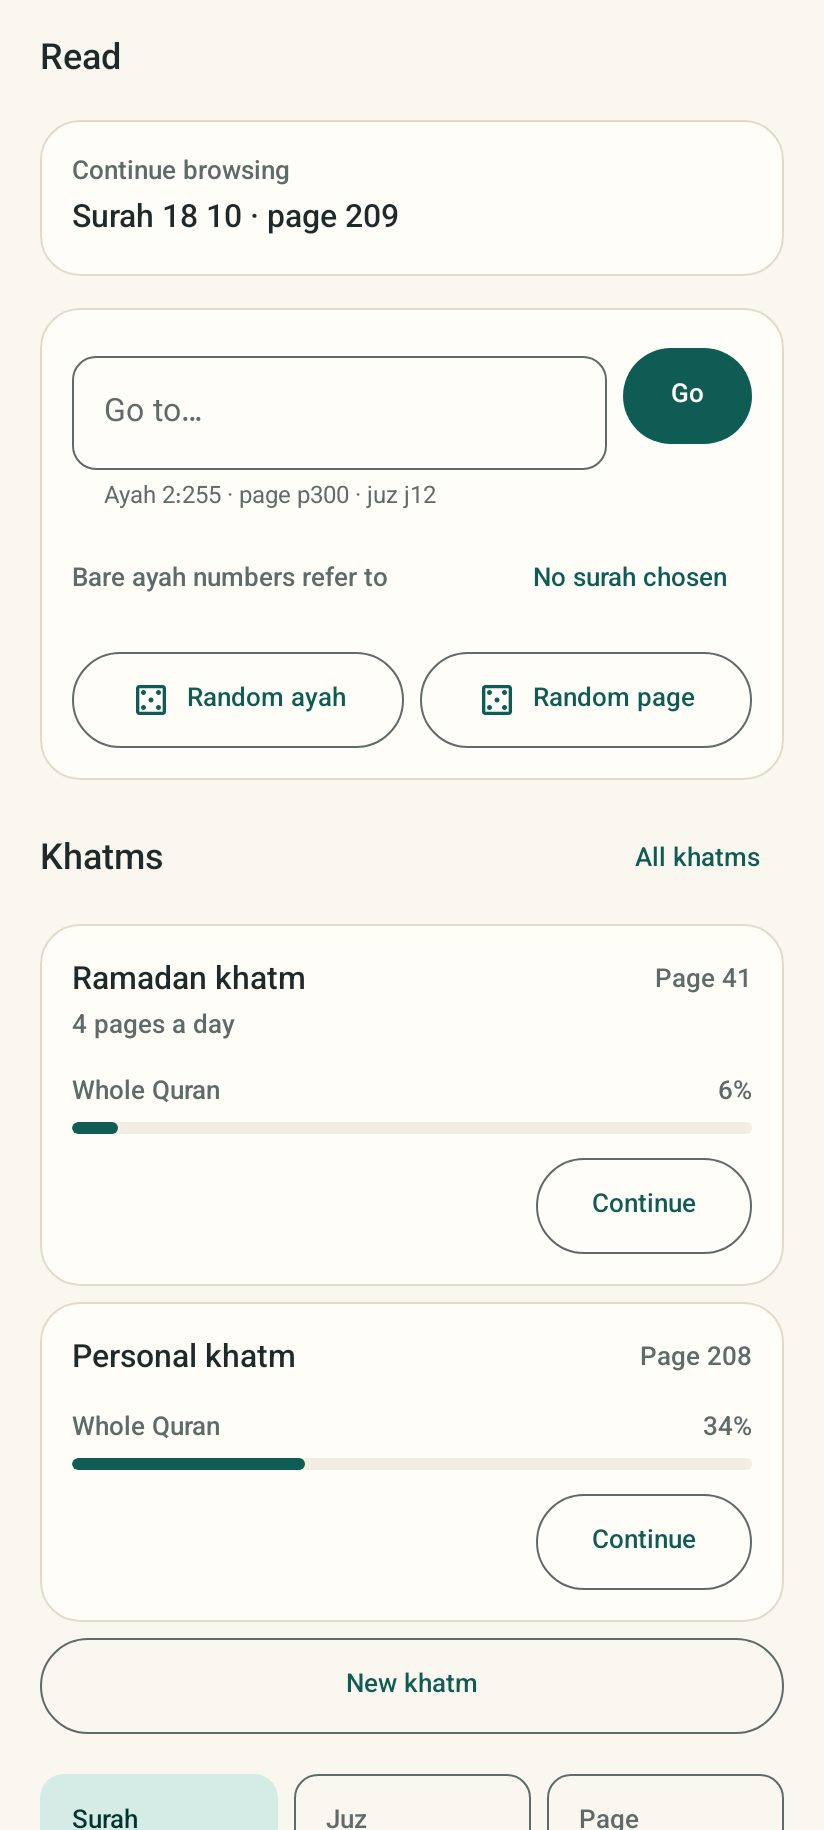 Read
Continue browsing
Surah 18 10 · page 209
Go to…
Go
Ayah 2:255 · page p300 · juz j12
Bare ayah numbers refer to
No surah chosen
Random ayah
Random page
Khatms
All khatms
Ramadan khatm
Page 41
4 pages a day
Whole Quran
6%
Continue
Personal khatm
Page 208
Whole Quran
34%
Continue
New khatm
Surah
Juz
Page